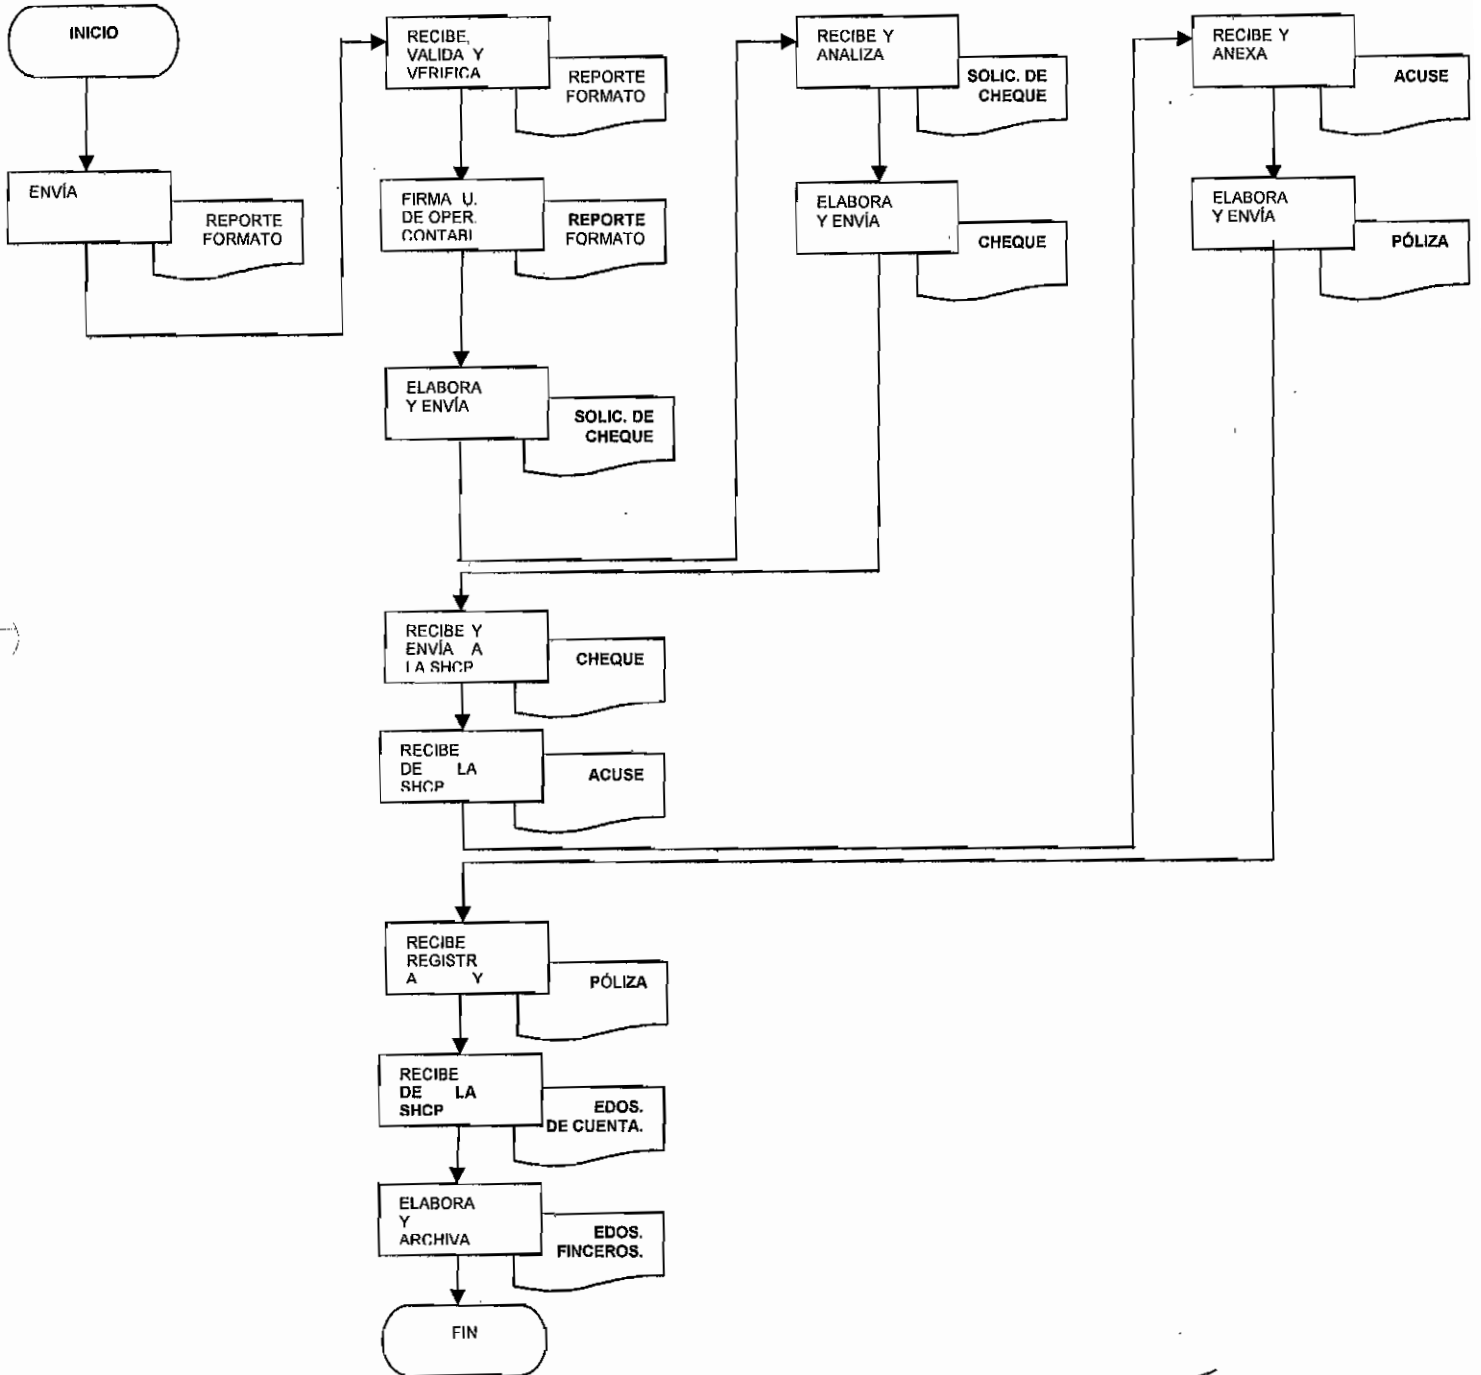 INICIO
ENVÍA
REPORTE
FORMATO
RECIBE,
VALIDA Y
VERIFICA
REPORTE
FORMATO
FIRMA U.
DE OPER.
CONTABI
REPORTE
FORMATO
ELABORA
Y ENVÍA
SOLIC. DE
CHEQUE
RECIBE Y
ANALIZA
SOLIC. DE
CHEQUE
ELABORA
Y ENVÍA
CHEQUE
RECIBE Y
ENVÍA A
LA SHCP
CHEQUE
RECIBE
DE LA
SHCP
ACUSE
RECIBE Y
ANEXA
ACUSE
ELABORA
Y ENVÍA
PÓLIZA
RECIBE
REGISTR
A Y
PÓLIZA
RECIBE
DE LA
SHCP
EDOS.
DE CUENTA.
ELABORA
Y
ARCHIVA
EDOS.
FINCEROS.
FIN